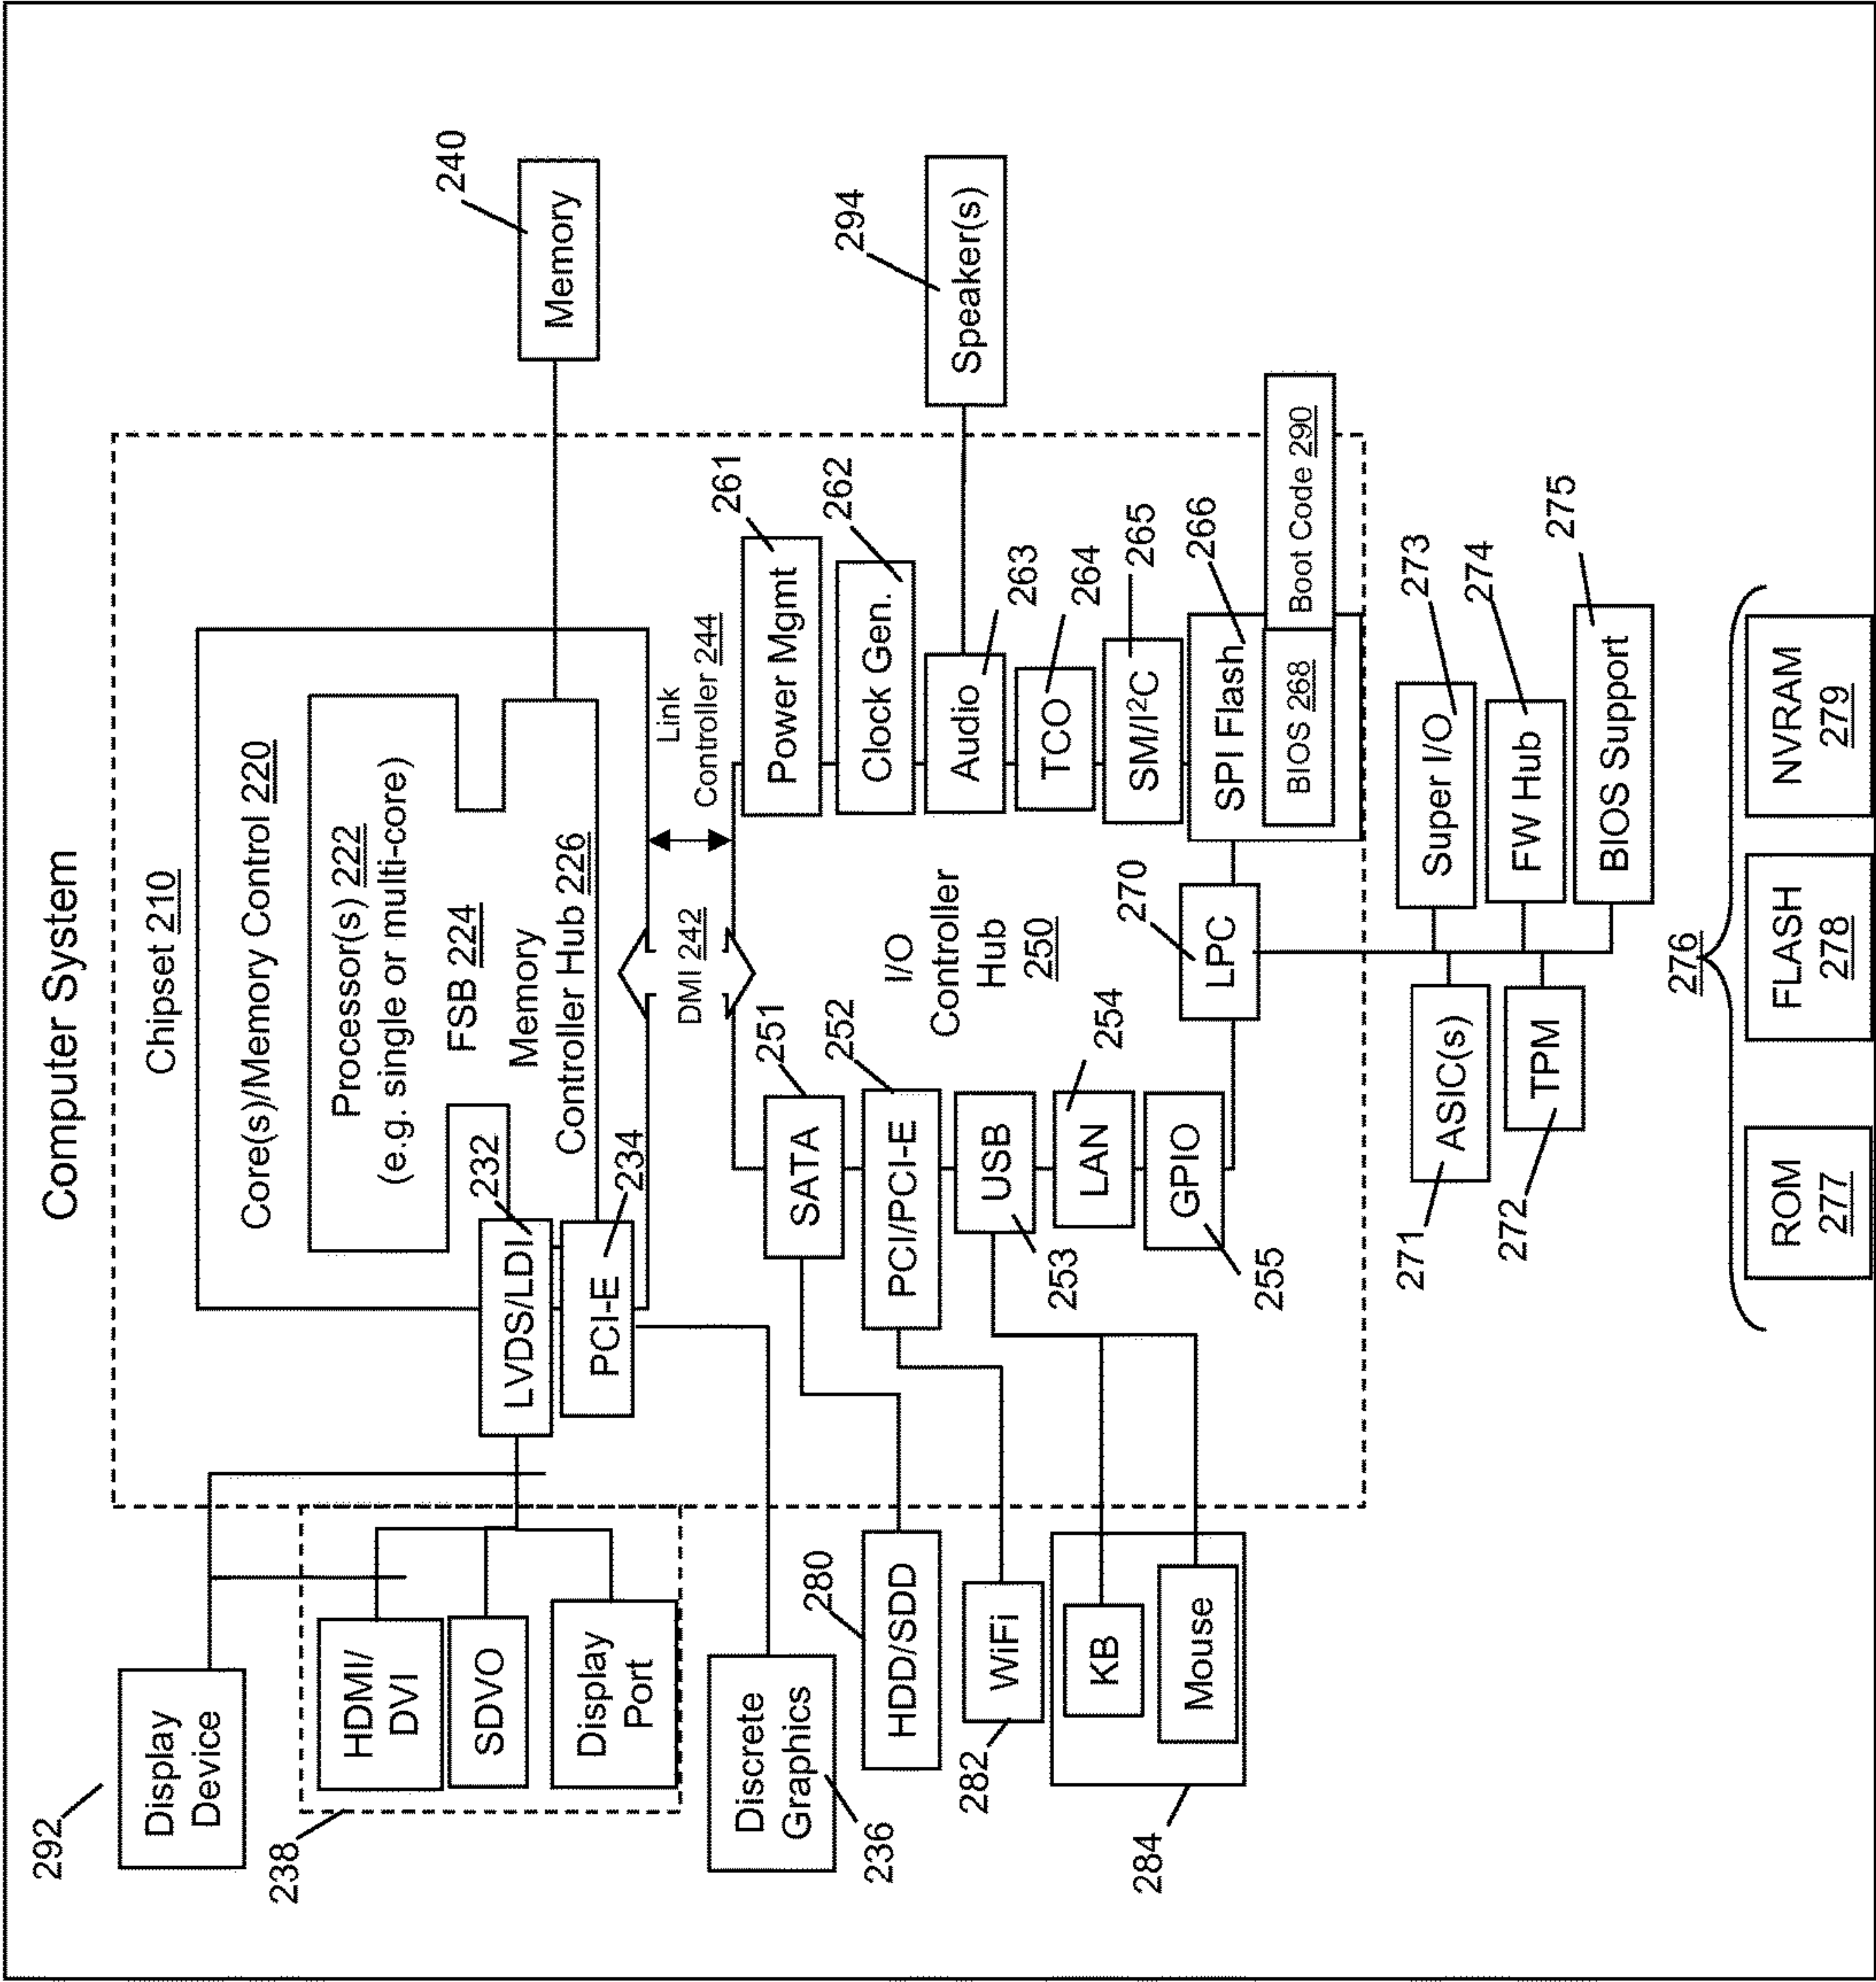 Computer System
Chipset 210
Core(s)/Memory Control 220
Processor(s) 222
(e.g. single or multi-core)
FSB 224
Memory
Controller Hub 226
232
LVDS/LDI
234
PCI-E
292
Display
Device
238
HDMI/
DVI
SDVO
Display
Port
Discrete
Graphics
236
240
Memory
DMI 242
Link
Controller 244
I/O
Controller
Hub
250
251
SATA
252
PCI/PCI-E
USB
253
254
LAN
GPIO
255
261
Power Mgmt
262
Clock Gen.
Audio
263
294
Speaker(s)
TCO
264
SM/I²C
265
SPI Flash
266
BIOS 268
Boot Code 290
270
LPC
280
HDD/SDD
WiFi
282
KB
Mouse
284
271
ASIC(s)
272
TPM
Super I/O
273
FW Hub
274
BIOS Support
275
276
ROM
277
FLASH
278
NVRAM
279